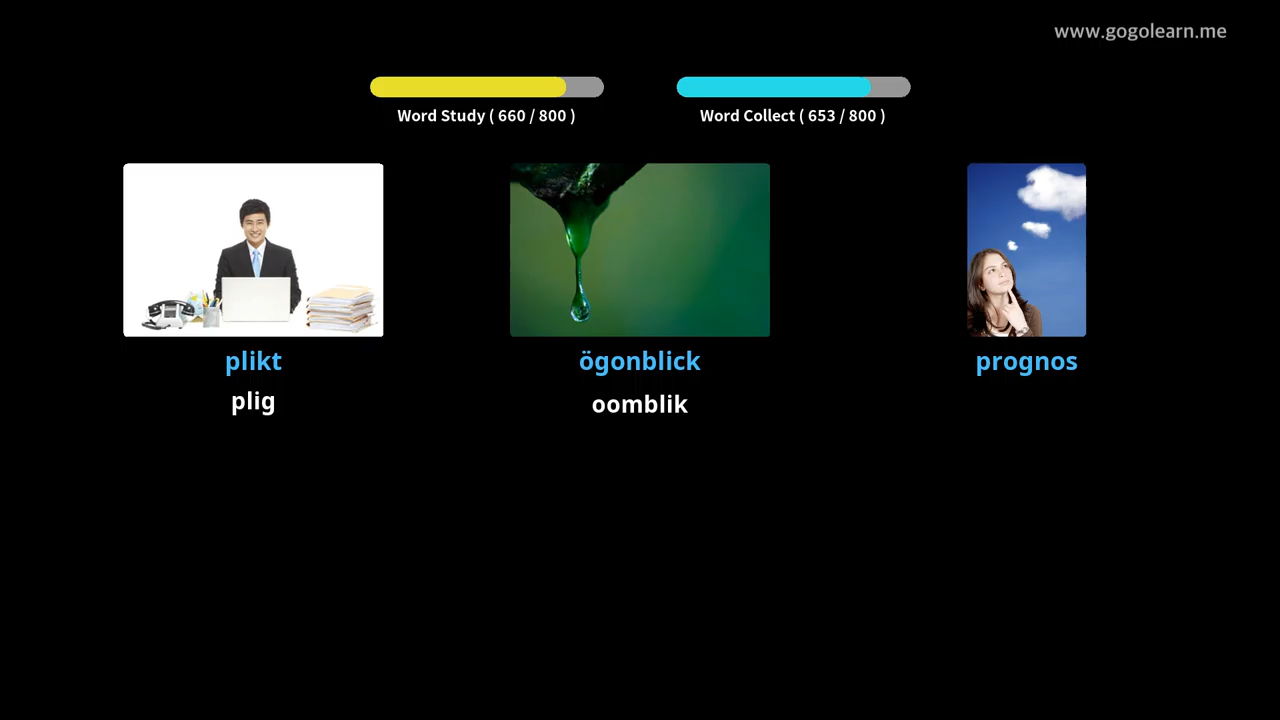 www.gogolearn.me
Word Study ( 660 / 800 )
Word Collect ( 653 / 800 )
plikt
ögonblick
prognos
plig
oomblik